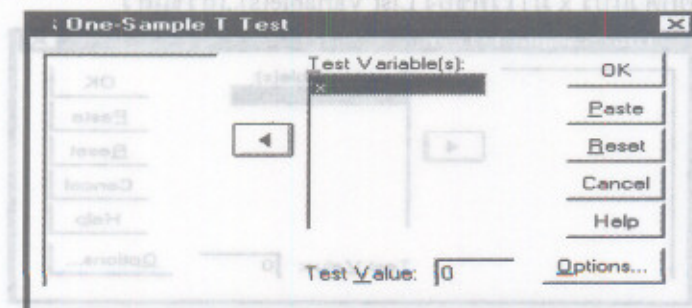 One-Sample T Test
Test Variable(s):
x
OK
Paste
Reset
Cancel
Help
Test Value: 0
Options...